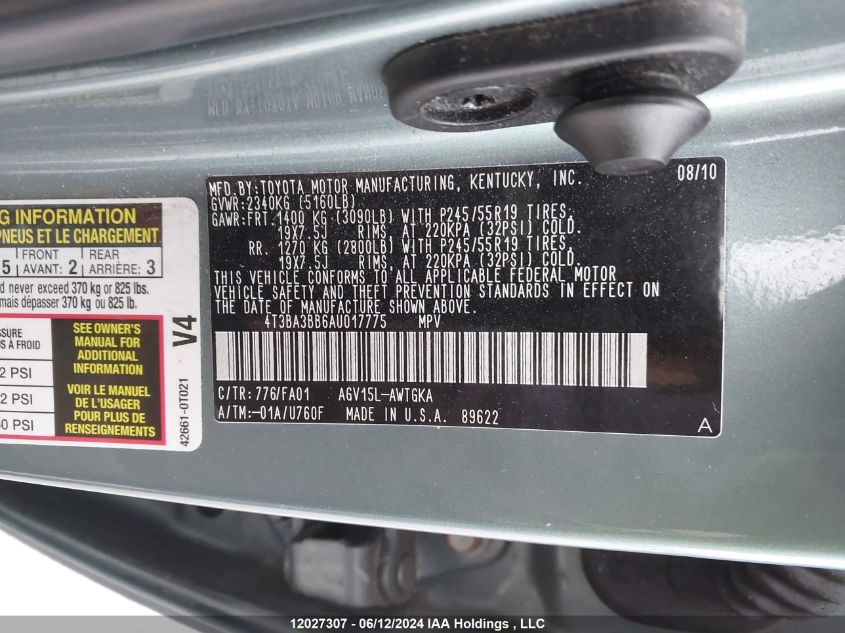 MFD.BY:TOYOTA MOTOR MANUFACTURING, KENTUCKY, INC. 08/10
GVWR:2340KG (5160LB)
GAWR:FRT.1400 KG (3090LB) WITH P245/55R19 TIRES,
19X7.5J RIMS, AT 220KPA (32PSI) COLD.
RR. 1270 KG (2800LB) WITH P245/55R19 TIRES,
19X7.5J RIMS, AT 220KPA (32PSI) COLD.
THIS VEHICLE CONFORMS TO ALL APPLICABLE FEDERAL MOTOR
VEHICLE SAFETY AND THEFT PREVENTION STANDARDS IN EFFECT ON
THE DATE OF MANUFACTURE SHOWN ABOVE.
4T3BA3BB6AU017775 MPV
C/TR: 776/FA01 AGV15L-AWTGKA
A/TM:-01A/U760F MADE IN U.S.A. 89622
A
INFORMATION
PNEUS ET LE CHARGEMENT
5 FRONT REAR
AVANT: 2 ARRIÈRE: 3
never exceed 370 kg or 825 lbs.
mais dépasser 370 kg ou 825 lb.
À FROID
PSI
PSI
PSI
SEE OWNER'S
MANUAL FOR
ADDITIONAL
INFORMATION
VOIR LE MANUEL
DE L'USAGER
POUR PLUS DE
RENSEIGNEMENTS
V4
42661-0T021
12027307 - 06/12/2024 IAA Holdings , LLC